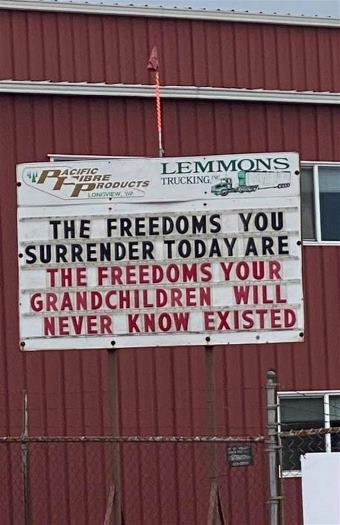 PACIFIC
FIBRE
PRODUCTS
LONGVIEW, WA
LEMMONS
TRUCKING, INC
THE FREEDOMS YOU
SURRENDER TODAY ARE
THE FREEDOMS YOUR
GRANDCHILDREN WILL
NEVER KNOW EXISTED